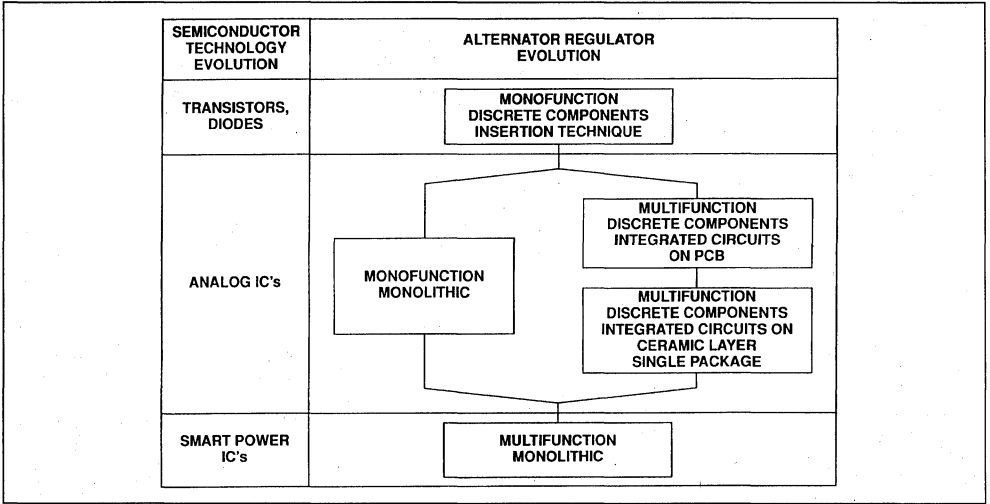 SEMICONDUCTOR
TECHNOLOGY
EVOLUTION
ALTERNATOR REGULATOR
EVOLUTION
TRANSISTORS,
DIODES
MONOFUNCTION
DISCRETE COMPONENTS
INSERTION TECHNIQUE
ANALOG IC's
MONOFUNCTION
MONOLITHIC
MULTIFUNCTION
DISCRETE COMPONENTS
INTEGRATED CIRCUITS
ON PCB
MULTIFUNCTION
DISCRETE COMPONENTS
INTEGRATED CIRCUITS ON
CERAMIC LAYER
SINGLE PACKAGE
SMART POWER
IC's
MULTIFUNCTION
MONOLITHIC